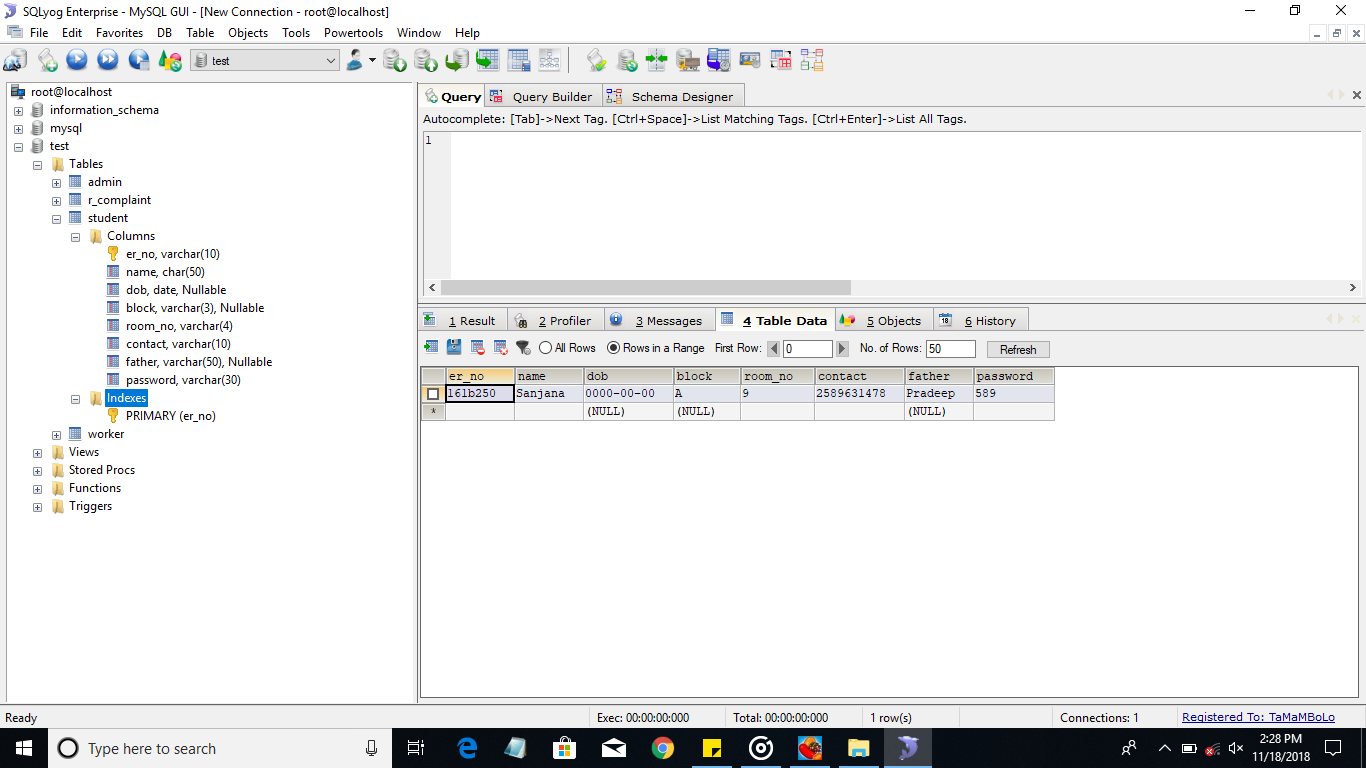 SQLyog Enterprise - MySQL GUI - [New Connection - root@localhost]
File Edit Favorites DB Table Objects Tools Powertools Window Help
test
root@localhost
information_schema
mysql
test
Tables
admin
r_complaint
student
Columns
er_no, varchar(10)
name, char(50)
dob, date, Nullable
block, varchar(3), Nullable
room_no, varchar(4)
contact, varchar(10)
father, varchar(50), Nullable
password, varchar(30)
Indexes
PRIMARY (er_no)
worker
Views
Stored Procs
Functions
Triggers
Query Query Builder Schema Designer
Autocomplete: [Tab]->Next Tag. [Ctrl+Space]->List Matching Tags. [Ctrl+Enter]->List All Tags.
1
1 Result 2 Profiler 3 Messages 4 Table Data 5 Objects 18 6 History
All Rows Rows in a Range First Row: 0 No. of Rows: 50 Refresh
er_no name dob block room_no contact father password
161b250 Sanjana 0000-00-00 A 9 2589631478 Pradeep 589
* (NULL) (NULL) (NULL)
Ready Exec: 00:00:00:000 Total: 00:00:00:000 1 row(s) Connections: 1 Registered To: TaMaMBoLo
Type here to search
2:28 PM
11/18/2018